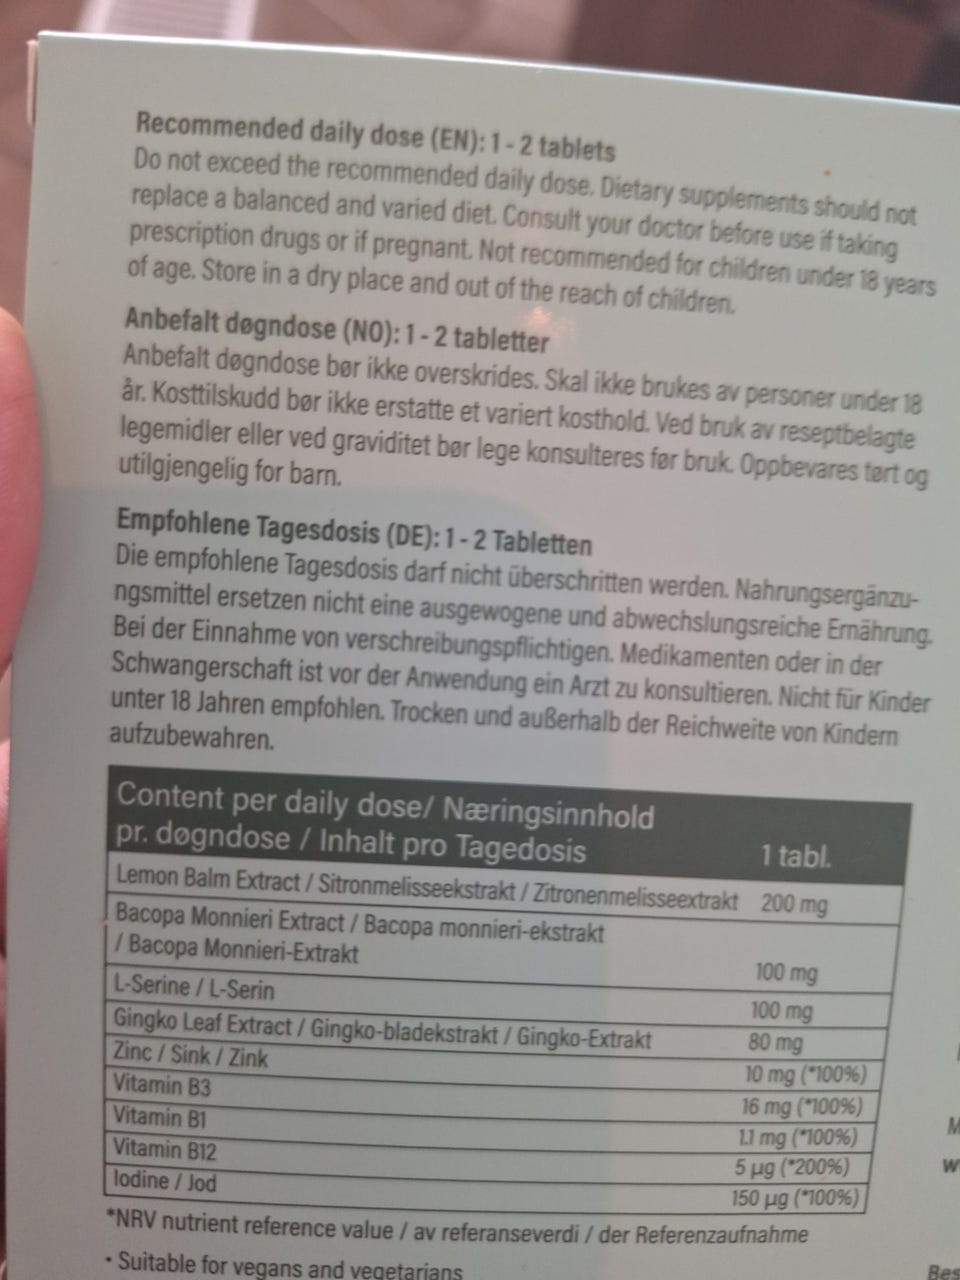 Recommended daily dose (EN): 1 - 2 tablets
Do not exceed the recommended daily dose. Dietary supplements should not
replace a balanced and varied diet. Consult your doctor before use if taking
prescription drugs or if pregnant. Not recommended for children under 18 years
of age. Store in a dry place and out of the reach of children.
Anbefalt døgndose (NO): 1 - 2 tabletter
Anbefalt døgndose bør ikke overskrides. Skal ikke brukes av personer under 18
år. Kosttilskudd bør ikke erstatte et variert kosthold. Ved bruk av reseptbelagte
legemidler eller ved graviditet bør lege konsulteres før bruk. Oppbevares tørt og
utilgjengelig for barn.
Empfohlene Tagesdosis (DE): 1 - 2 Tabletten
Die empfohlene Tagesdosis darf nicht überschritten werden. Nahrungsergänzu-
ngsmittel ersetzen nicht eine ausgewogene und abwechslungsreiche Ernährung.
Bei der Einnahme von verschreibungspflichtigen. Medikamenten oder in der
Schwangerschaft ist vor der Anwendung ein Arzt zu konsultieren. Nicht für Kinder
unter 18 Jahren empfohlen. Trocken und außerhalb der Reichweite von Kindern
aufzubewahren.
Content per daily dose/ Næringsinnhold
pr. døgndose / Inhalt pro Tagedosis 1 tabl.
Lemon Balm Extract / Sitronmelisseekstrakt / Zitronenmelisseextrakt 200 mg
Bacopa Monnieri Extract / Bacopa monnieri-ekstrakt
/ Bacopa Monnieri-Extrakt 100 mg
L-Serine / L-Serin 100 mg
Gingko Leaf Extract / Gingko-bladekstrakt / Gingko-Extrakt 80 mg
Zinc / Sink / Zink 10 mg (*100%)
Vitamin B3 16 mg (*100%)
Vitamin B1 1.1 mg (*100%)
Vitamin B12 5 µg (*200%)
Iodine / Jod 150 µg (*100%)
*NRV nutrient reference value / av referanseverdi / der Referenzaufnahme
• Suitable for vegans and vegetarians